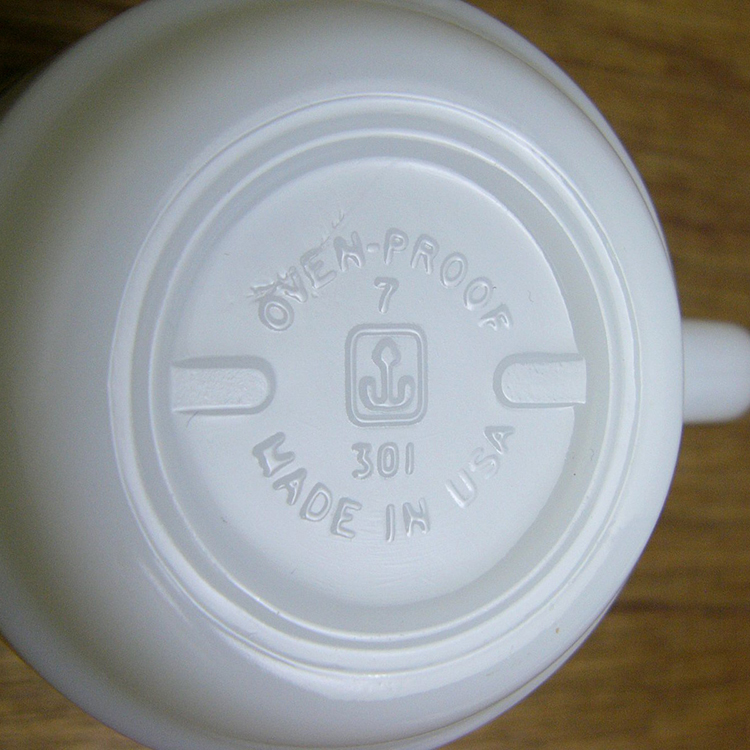 OVEN-PROOF
7
301
MADE IN USA